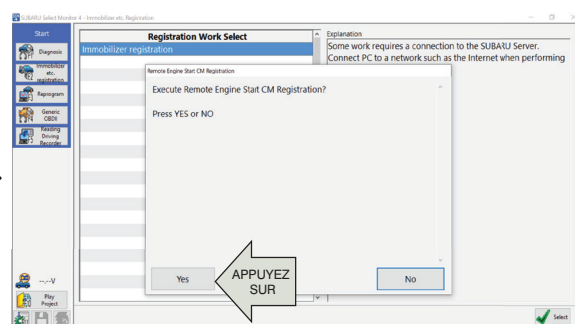 SUBARU Select Monitor 4 - Immobilizer etc. Registration
Start
Diagnosis
Immobilizer
etc.
registration
Reprogram
Generic
OBDII
Reading
Driving
Recorder
--.--V
Play
Project
Registration Work Select
Immobilizer registration
Explanation
Some work requires a connection to the SUBARU Server.
Connect PC to a network such as the Internet when performing
Remote Engine Start CM Registration
Execute Remote Engine Start CM Registration?
Press YES or NO
Yes
APPUYEZ
SUR
No
Select